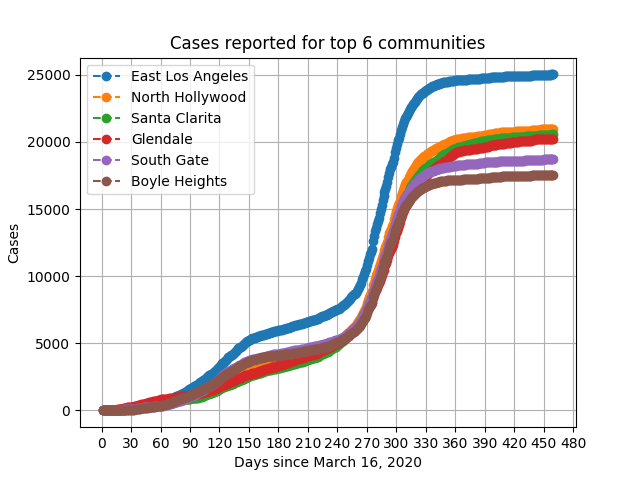 Cases reported for top 6 communities
East Los Angeles
North Hollywood
Santa Clarita
Glendale
South Gate
Boyle Heights
25000
20000
15000
10000
5000
0
Cases
0 30 60 90 120 150 180 210 240 270 300 330 360 390 420 450 480
Days since March 16, 2020